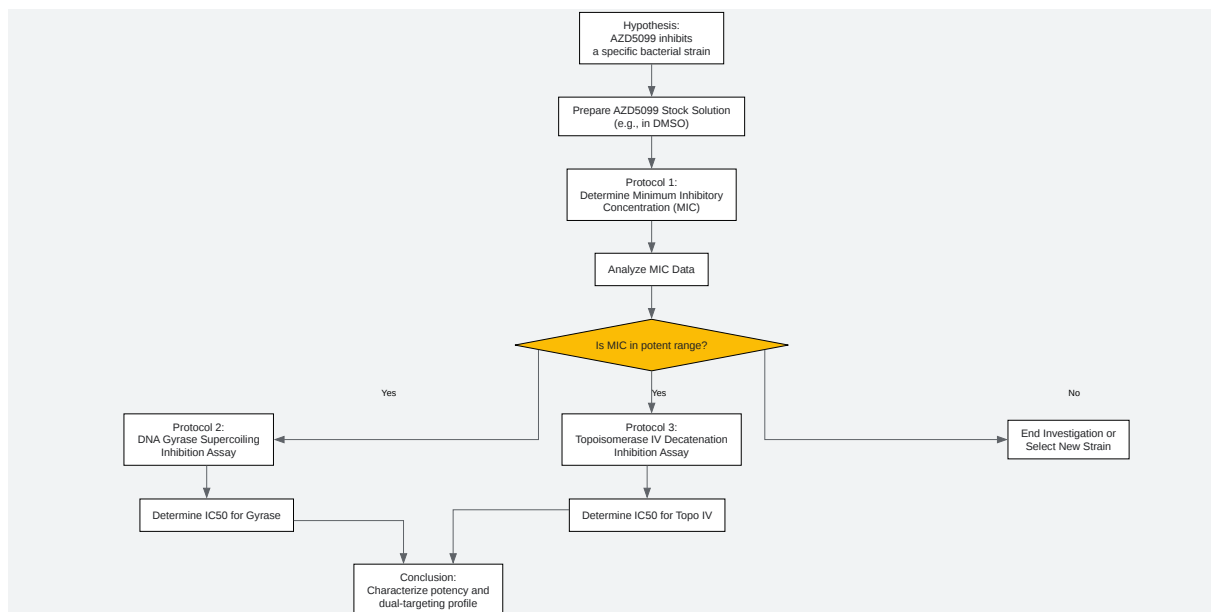 Hypothesis:
AZD5099 inhibits
a specific bacterial strain
Prepare AZD5099 Stock Solution
(e.g., in DMSO)
Protocol 1:
Determine Minimum Inhibitory
Concentration (MIC)
Analyze MIC Data
Is MIC in potent range?
Yes
Yes
No
Protocol 2:
DNA Gyrase Supercoiling
Inhibition Assay
Protocol 3:
Topoisomerase IV Decatenation
Inhibition Assay
End Investigation or
Select New Strain
Determine IC50 for Gyrase
Determine IC50 for Topo IV
Conclusion:
Characterize potency and
dual-targeting profile